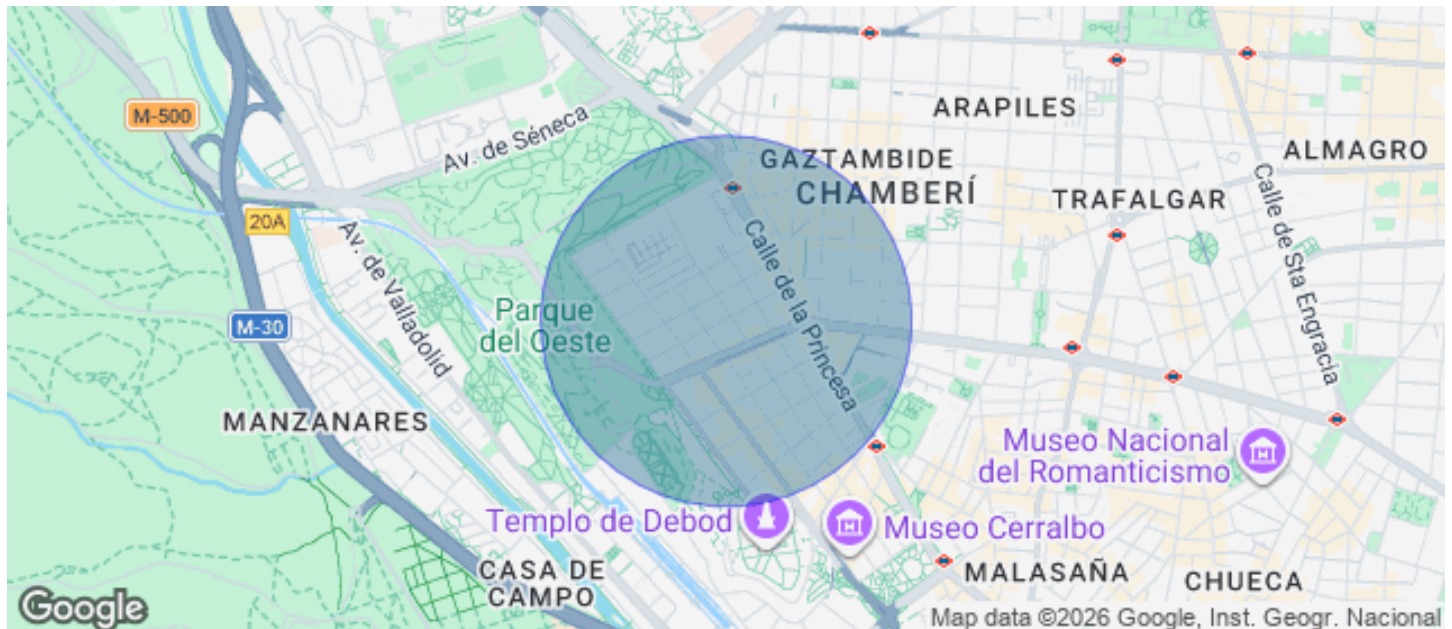 M-500
Av. de Séneca
ARAPILES
GAZTAMBIDE
CHAMBERÍ
ALMAGRO
TRAFALGAR
20A
Av. de Valladolid
Calle de la Princesa
Calle de Sta Engracia
Parque
del Oeste
M-30
MANZANARES
Museo Nacional
del Romanticismo
Templo de Debod
Museo Cerralbo
CASA DE
CAMPO
MALASAÑA
CHUECA
Google
Map data ©2026 Google, Inst. Geogr. Nacional